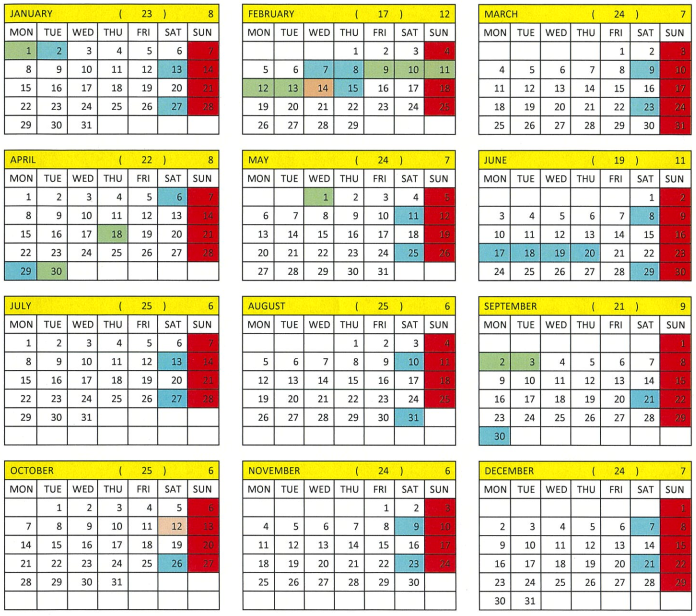 JANUARY ( 23 ) 8
MON TUE WED THU FRI SAT SUN
1 2 3 4 5 6 7
8 9 10 11 12 13 14
15 16 17 18 19 20 21
22 23 24 25 26 27 28
29 30 31
FEBRUARY ( 17 ) 12
MON TUE WED THU FRI SAT SUN
1 2 3 4
5 6 7 8 9 10 11
12 13 14 15 16 17 18
19 20 21 22 23 24 25
26 27 28 29
MARCH ( 24 ) 7
MON TUE WED THU FRI SAT SUN
1 2 3
4 5 6 7 8 9 10
11 12 13 14 15 16 17
18 19 20 21 22 23 24
25 26 27 28 29 30 31
APRIL ( 22 ) 8
MON TUE WED THU FRI SAT SUN
1 2 3 4 5 6 7
8 9 10 11 12 13 14
15 16 17 18 19 20 21
22 23 24 25 26 27 28
29 30
MAY ( 24 ) 7
MON TUE WED THU FRI SAT SUN
1 2 3 4 5
6 7 8 9 10 11 12
13 14 15 16 17 18 19
20 21 22 23 24 25 26
27 28 29 30 31
JUNE ( 19 ) 11
MON TUE WED THU FRI SAT SUN
1 2
3 4 5 6 7 8 9
10 11 12 13 14 15 16
17 18 19 20 21 22 23
24 25 26 27 28 29 30
JULY ( 25 ) 6
MON TUE WED THU FRI SAT SUN
1 2 3 4 5 6 7
8 9 10 11 12 13 14
15 16 17 18 19 20 21
22 23 24 25 26 27 28
29 30 31
AUGUST ( 25 ) 6
MON TUE WED THU FRI SAT SUN
1 2 3 4
5 6 7 8 9 10 11
12 13 14 15 16 17 18
19 20 21 22 23 24 25
26 27 28 29 30 31
SEPTEMBER ( 21 ) 9
MON TUE WED THU FRI SAT SUN
1
2 3 4 5 6 7 8
9 10 11 12 13 14 15
16 17 18 19 20 21 22
23 24 25 26 27 28 29
30
OCTOBER ( 25 ) 6
MON TUE WED THU FRI SAT SUN
1 2 3 4 5 6
7 8 9 10 11 12 13
14 15 16 17 18 19 20
21 22 23 24 25 26 27
28 29 30 31
NOVEMBER ( 24 ) 6
MON TUE WED THU FRI SAT SUN
1 2 3
4 5 6 7 8 9 10
11 12 13 14 15 16 17
18 19 20 21 22 23 24
25 26 27 28 29 30
DECEMBER ( 24 ) 7
MON TUE WED THU FRI SAT SUN
1
2 3 4 5 6 7 8
9 10 11 12 13 14 15
16 17 18 19 20 21 22
23 24 25 26 27 28 29
30 31